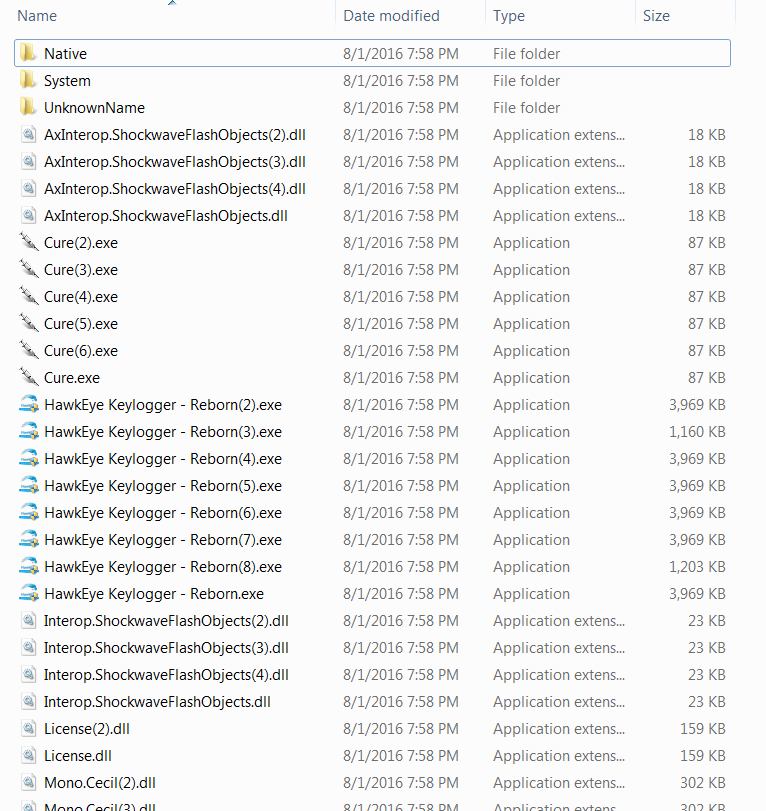 Name Date modified Type Size
Native 8/1/2016 7:58 PM File folder
System 8/1/2016 7:58 PM File folder
UnknownName 8/1/2016 7:58 PM File folder
AxInterop.ShockwaveFlashObjects(2).dll 8/1/2016 7:58 PM Application extens... 18 KB
AxInterop.ShockwaveFlashObjects(3).dll 8/1/2016 7:58 PM Application extens... 18 KB
AxInterop.ShockwaveFlashObjects(4).dll 8/1/2016 7:58 PM Application extens... 18 KB
AxInterop.ShockwaveFlashObjects.dll 8/1/2016 7:58 PM Application extens... 18 KB
Cure(2).exe 8/1/2016 7:58 PM Application 87 KB
Cure(3).exe 8/1/2016 7:58 PM Application 87 KB
Cure(4).exe 8/1/2016 7:58 PM Application 87 KB
Cure(5).exe 8/1/2016 7:58 PM Application 87 KB
Cure(6).exe 8/1/2016 7:58 PM Application 87 KB
Cure.exe 8/1/2016 7:58 PM Application 87 KB
HawkEye Keylogger - Reborn(2).exe 8/1/2016 7:58 PM Application 3,969 KB
HawkEye Keylogger - Reborn(3).exe 8/1/2016 7:58 PM Application 1,160 KB
HawkEye Keylogger - Reborn(4).exe 8/1/2016 7:58 PM Application 3,969 KB
HawkEye Keylogger - Reborn(5).exe 8/1/2016 7:58 PM Application 3,969 KB
HawkEye Keylogger - Reborn(6).exe 8/1/2016 7:58 PM Application 3,969 KB
HawkEye Keylogger - Reborn(7).exe 8/1/2016 7:58 PM Application 3,969 KB
HawkEye Keylogger - Reborn(8).exe 8/1/2016 7:58 PM Application 1,203 KB
HawkEye Keylogger - Reborn.exe 8/1/2016 7:58 PM Application 3,969 KB
Interop.ShockwaveFlashObjects(2).dll 8/1/2016 7:58 PM Application extens... 23 KB
Interop.ShockwaveFlashObjects(3).dll 8/1/2016 7:58 PM Application extens... 23 KB
Interop.ShockwaveFlashObjects(4).dll 8/1/2016 7:58 PM Application extens... 23 KB
Interop.ShockwaveFlashObjects.dll 8/1/2016 7:58 PM Application extens... 23 KB
License(2).dll 8/1/2016 7:58 PM Application extens... 159 KB
License.dll 8/1/2016 7:58 PM Application extens... 159 KB
Mono.Cecil(2).dll 8/1/2016 7:58 PM Application extens... 302 KB
Mono.Cecil(3).dll 8/1/2016 7:58 PM Application extens... 302 KB